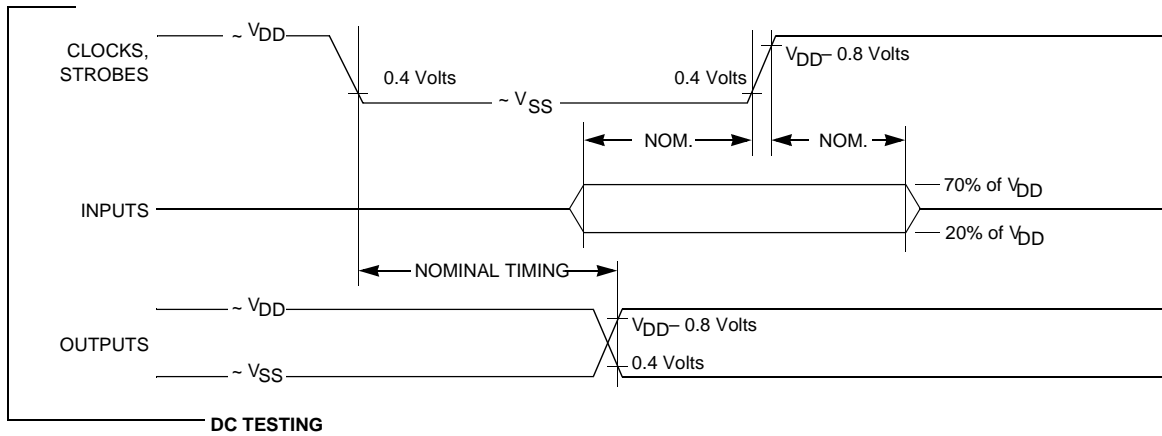 CLOCKS,
STROBES
~ VDD
0.4 Volts
~ VSS
0.4 Volts
VDD – 0.8 Volts
NOM.
NOM.
INPUTS
70% of VDD
20% of VDD
NOMINAL TIMING
OUTPUTS
~ VDD
~ VSS
VDD – 0.8 Volts
0.4 Volts
DC TESTING